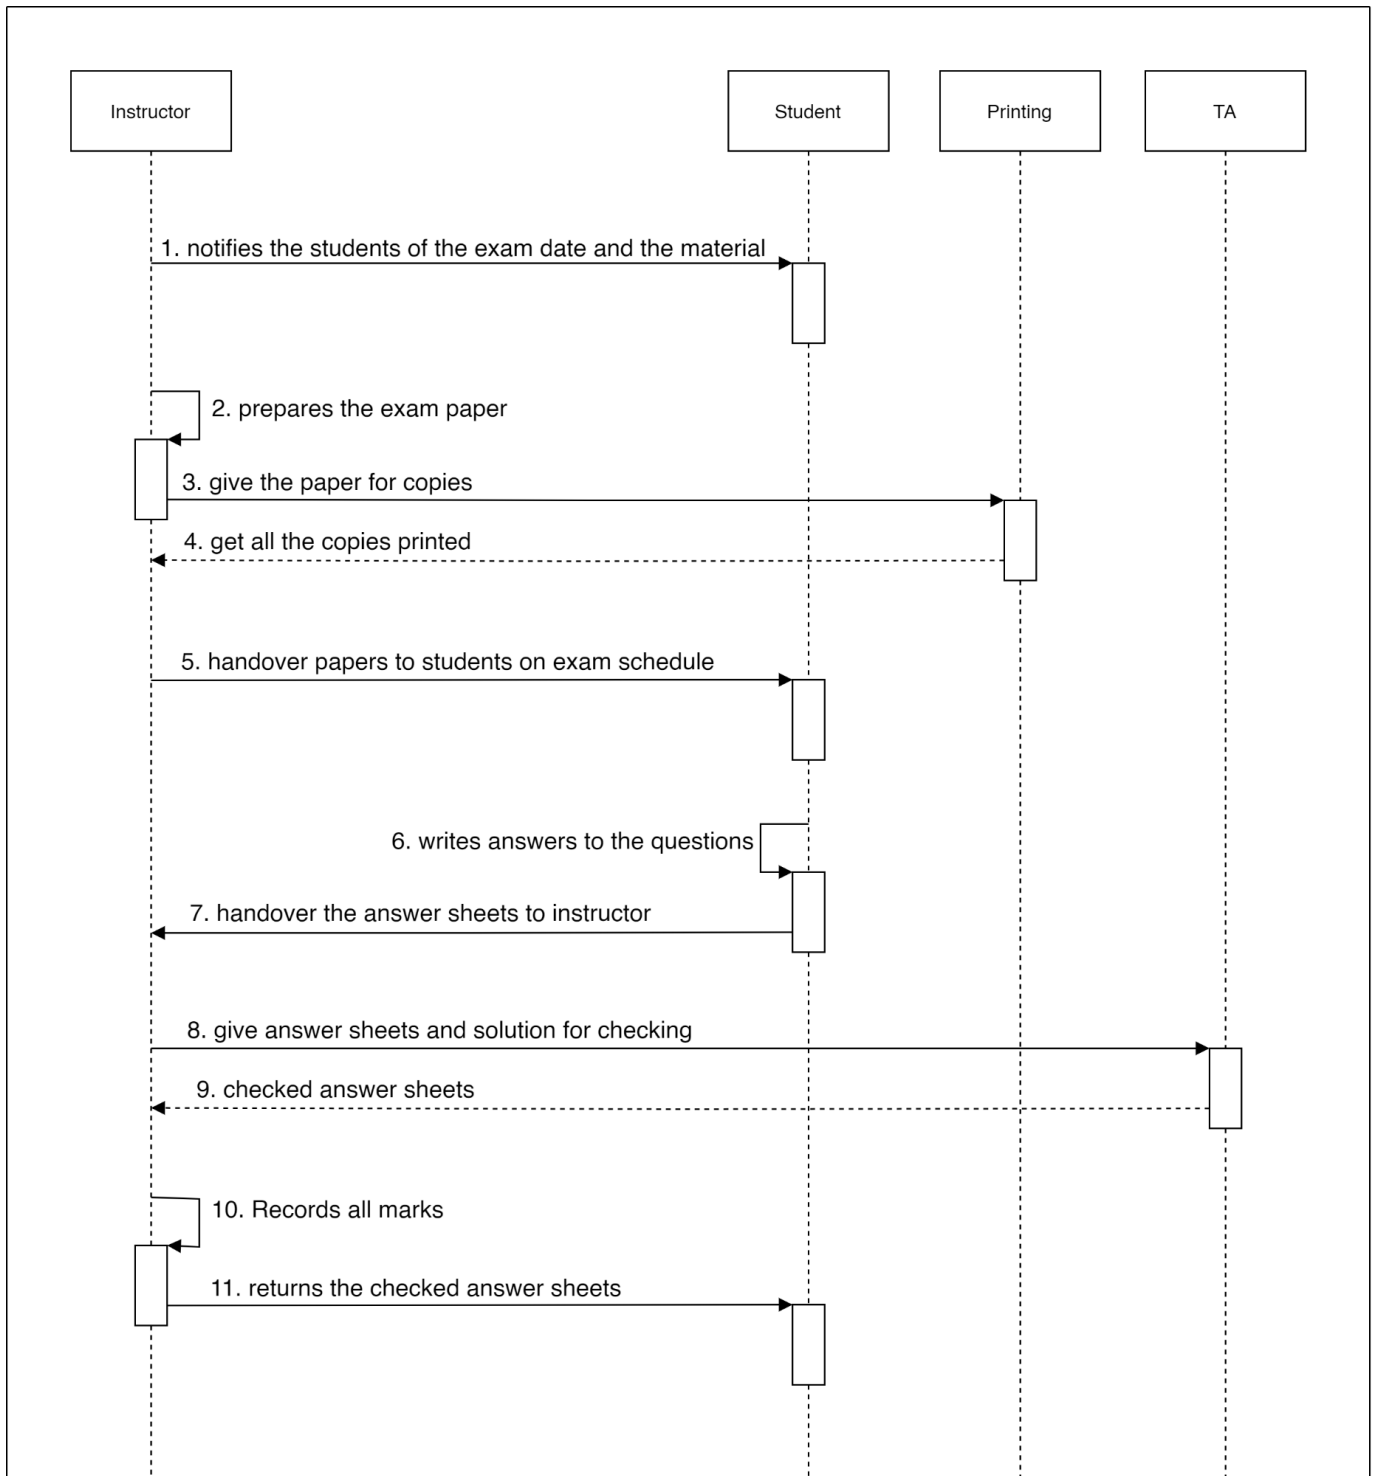 Instructor
Student
Printing
TA
1. notifies the students of the exam date and the material
2. prepares the exam paper
3. give the paper for copies
4. get all the copies printed
5. handover papers to students on exam schedule
6. writes answers to the questions
7. handover the answer sheets to instructor
8. give answer sheets and solution for checking
9. checked answer sheets
10. Records all marks
11. returns the checked answer sheets